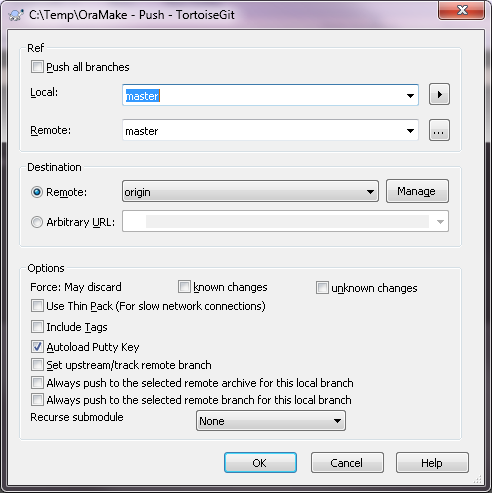 C:\Temp\OraMake - Push - TortoiseGit
Ref
Push all branches
Local: master
Remote: master ...
Destination
Remote: origin Manage
Arbitrary URL:
Options
Force: May discard known changes unknown changes
Use Thin Pack (For slow network connections)
Include Tags
Autoload Putty Key
Set upstream/track remote branch
Always push to the selected remote archive for this local branch
Always push to the selected remote branch for this local branch
Recurse submodule None
OK Cancel Help